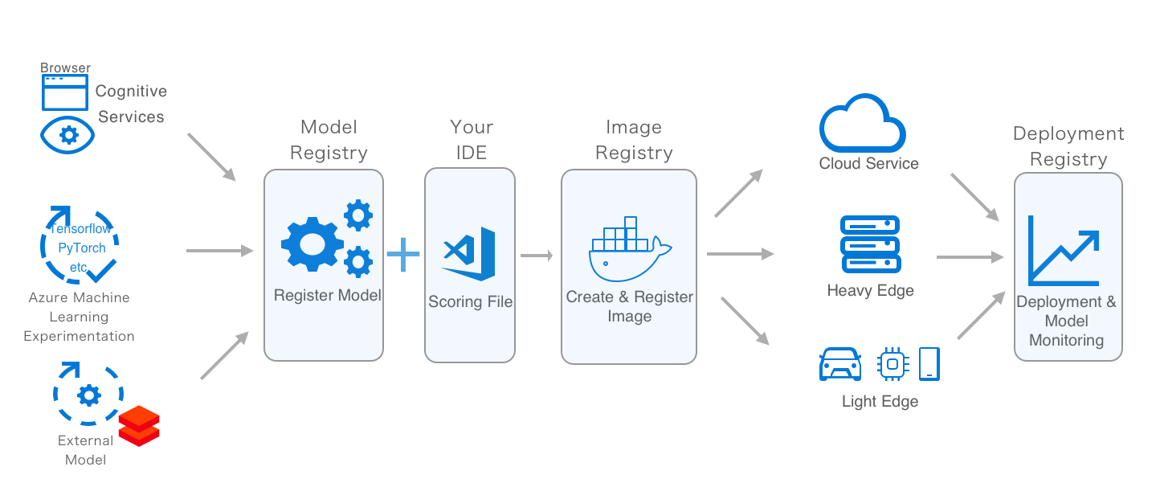 Browser
Cognitive
Services
Tensorflow
PyTorch
etc
Azure Machine
Learning
Experimentation
External
Model
Model
Registry
Register Model
Your
IDE
Scoring File
Image
Registry
Create & Register
Image
Cloud Service
Heavy Edge
Light Edge
Deployment
Registry
Deployment &
Model
Monitoring